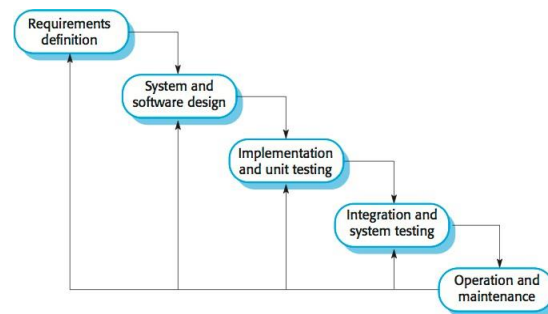 Requirements
definition
System and
software design
Implementation
and unit testing
Integration and
system testing
Operation and
maintenance